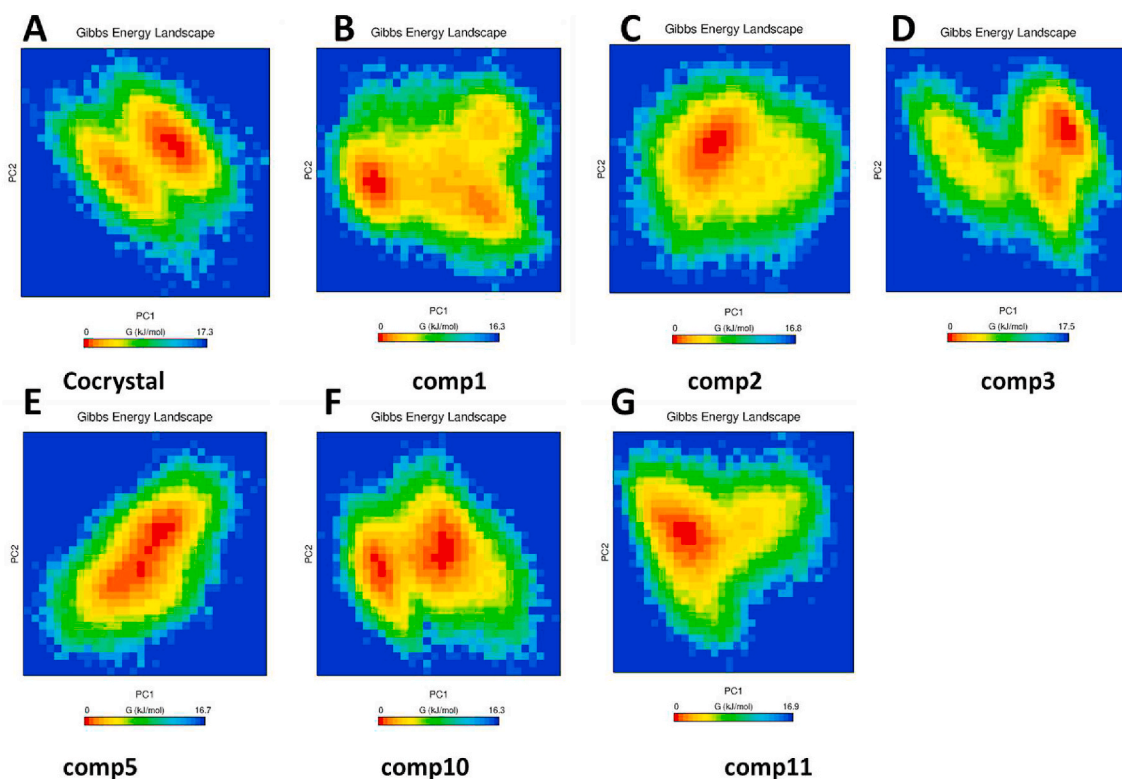 A
Gibbs Energy Landscape
PC2
PC1
0 G (kJ/mol) 17.3
Cocrystal
B
Gibbs Energy Landscape
PC1
0 G (kJ/mol) 16.3
comp1
C
Gibbs Energy Landscape
PC2
PC1
0 G (kJ/mol) 16.8
comp2
D
Gibbs Energy Landscape
PC2
PC1
0 G (kJ/mol) 17.5
comp3
E
Gibbs Energy Landscape
PC2
PC1
0 G (kJ/mol) 16.7
comp5
F
Gibbs Energy Landscape
PC2
PC1
0 G (kJ/mol) 16.3
comp10
G
Gibbs Energy Landscape
PC2
PC1
0 G (kJ/mol) 16.9
comp11